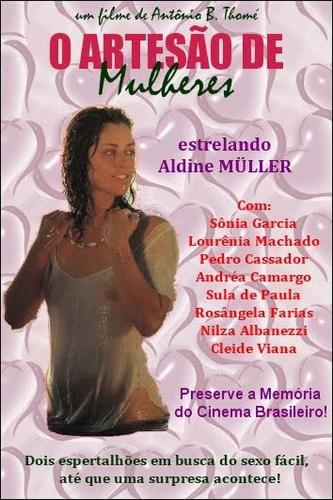 um filme de Antônio B. Thomé
O ARTESÃO DE
Mulheres
estrelando
Aldine MÜLLER
Com:
Sônia Garcia
Lourênia Machado
Pedro Cassador
Andréa Camargo
Sula de Paula
Rosângela Farias
Nilza Albanezzi
Cleide Viana
Preserve a Memória
do Cinema Brasileiro!
Dois espertalhões em busca do sexo fácil,
até que uma surpresa acontece!